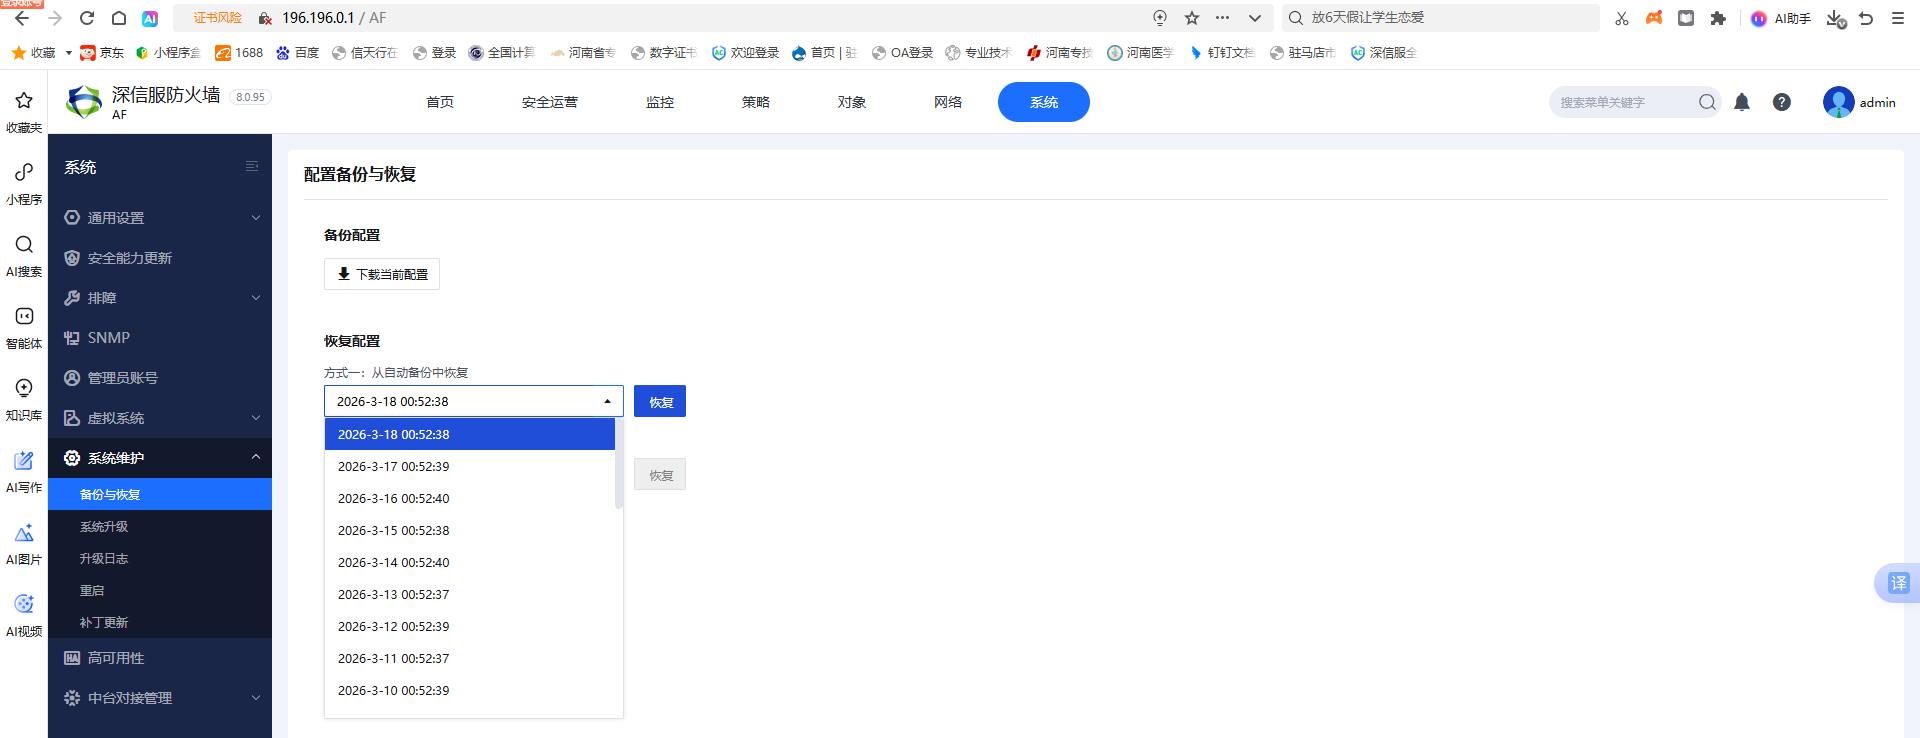 登录账号
AI 证书风险 196.196.0.1 / AF 放6天假让学生恋爱 AI助手
收藏 京东 小程序盒 1688 百度 信天行在 登录 全国计算 河南省专 数字证书 欢迎登录 首页 | 驻 OA登录 专业技术 河南专技 河南医学 钉钉文档 驻马店市 深信服全
收藏夹
小程序
AI搜索
智能体
知识库
AI写作
AI图片
AI视频
深信服防火墙 8.0.95
AF
首页 安全运营 监控 策略 对象 网络 系统
搜索菜单关键字 admin
系统
通用设置
安全能力更新
排障
SNMP
管理员账号
虚拟系统
系统维护
备份与恢复
系统升级
升级日志
重启
补丁更新
HA 高可用性
中台对接管理
配置备份与恢复
备份配置
下载当前配置
恢复配置
方式一：从自动备份中恢复
2026-3-18 00:52:38 恢复
2026-3-18 00:52:38
2026-3-17 00:52:39
恢复
2026-3-16 00:52:40
2026-3-15 00:52:38
2026-3-14 00:52:40
2026-3-13 00:52:37
2026-3-12 00:52:39
2026-3-11 00:52:37
2026-3-10 00:52:39
译